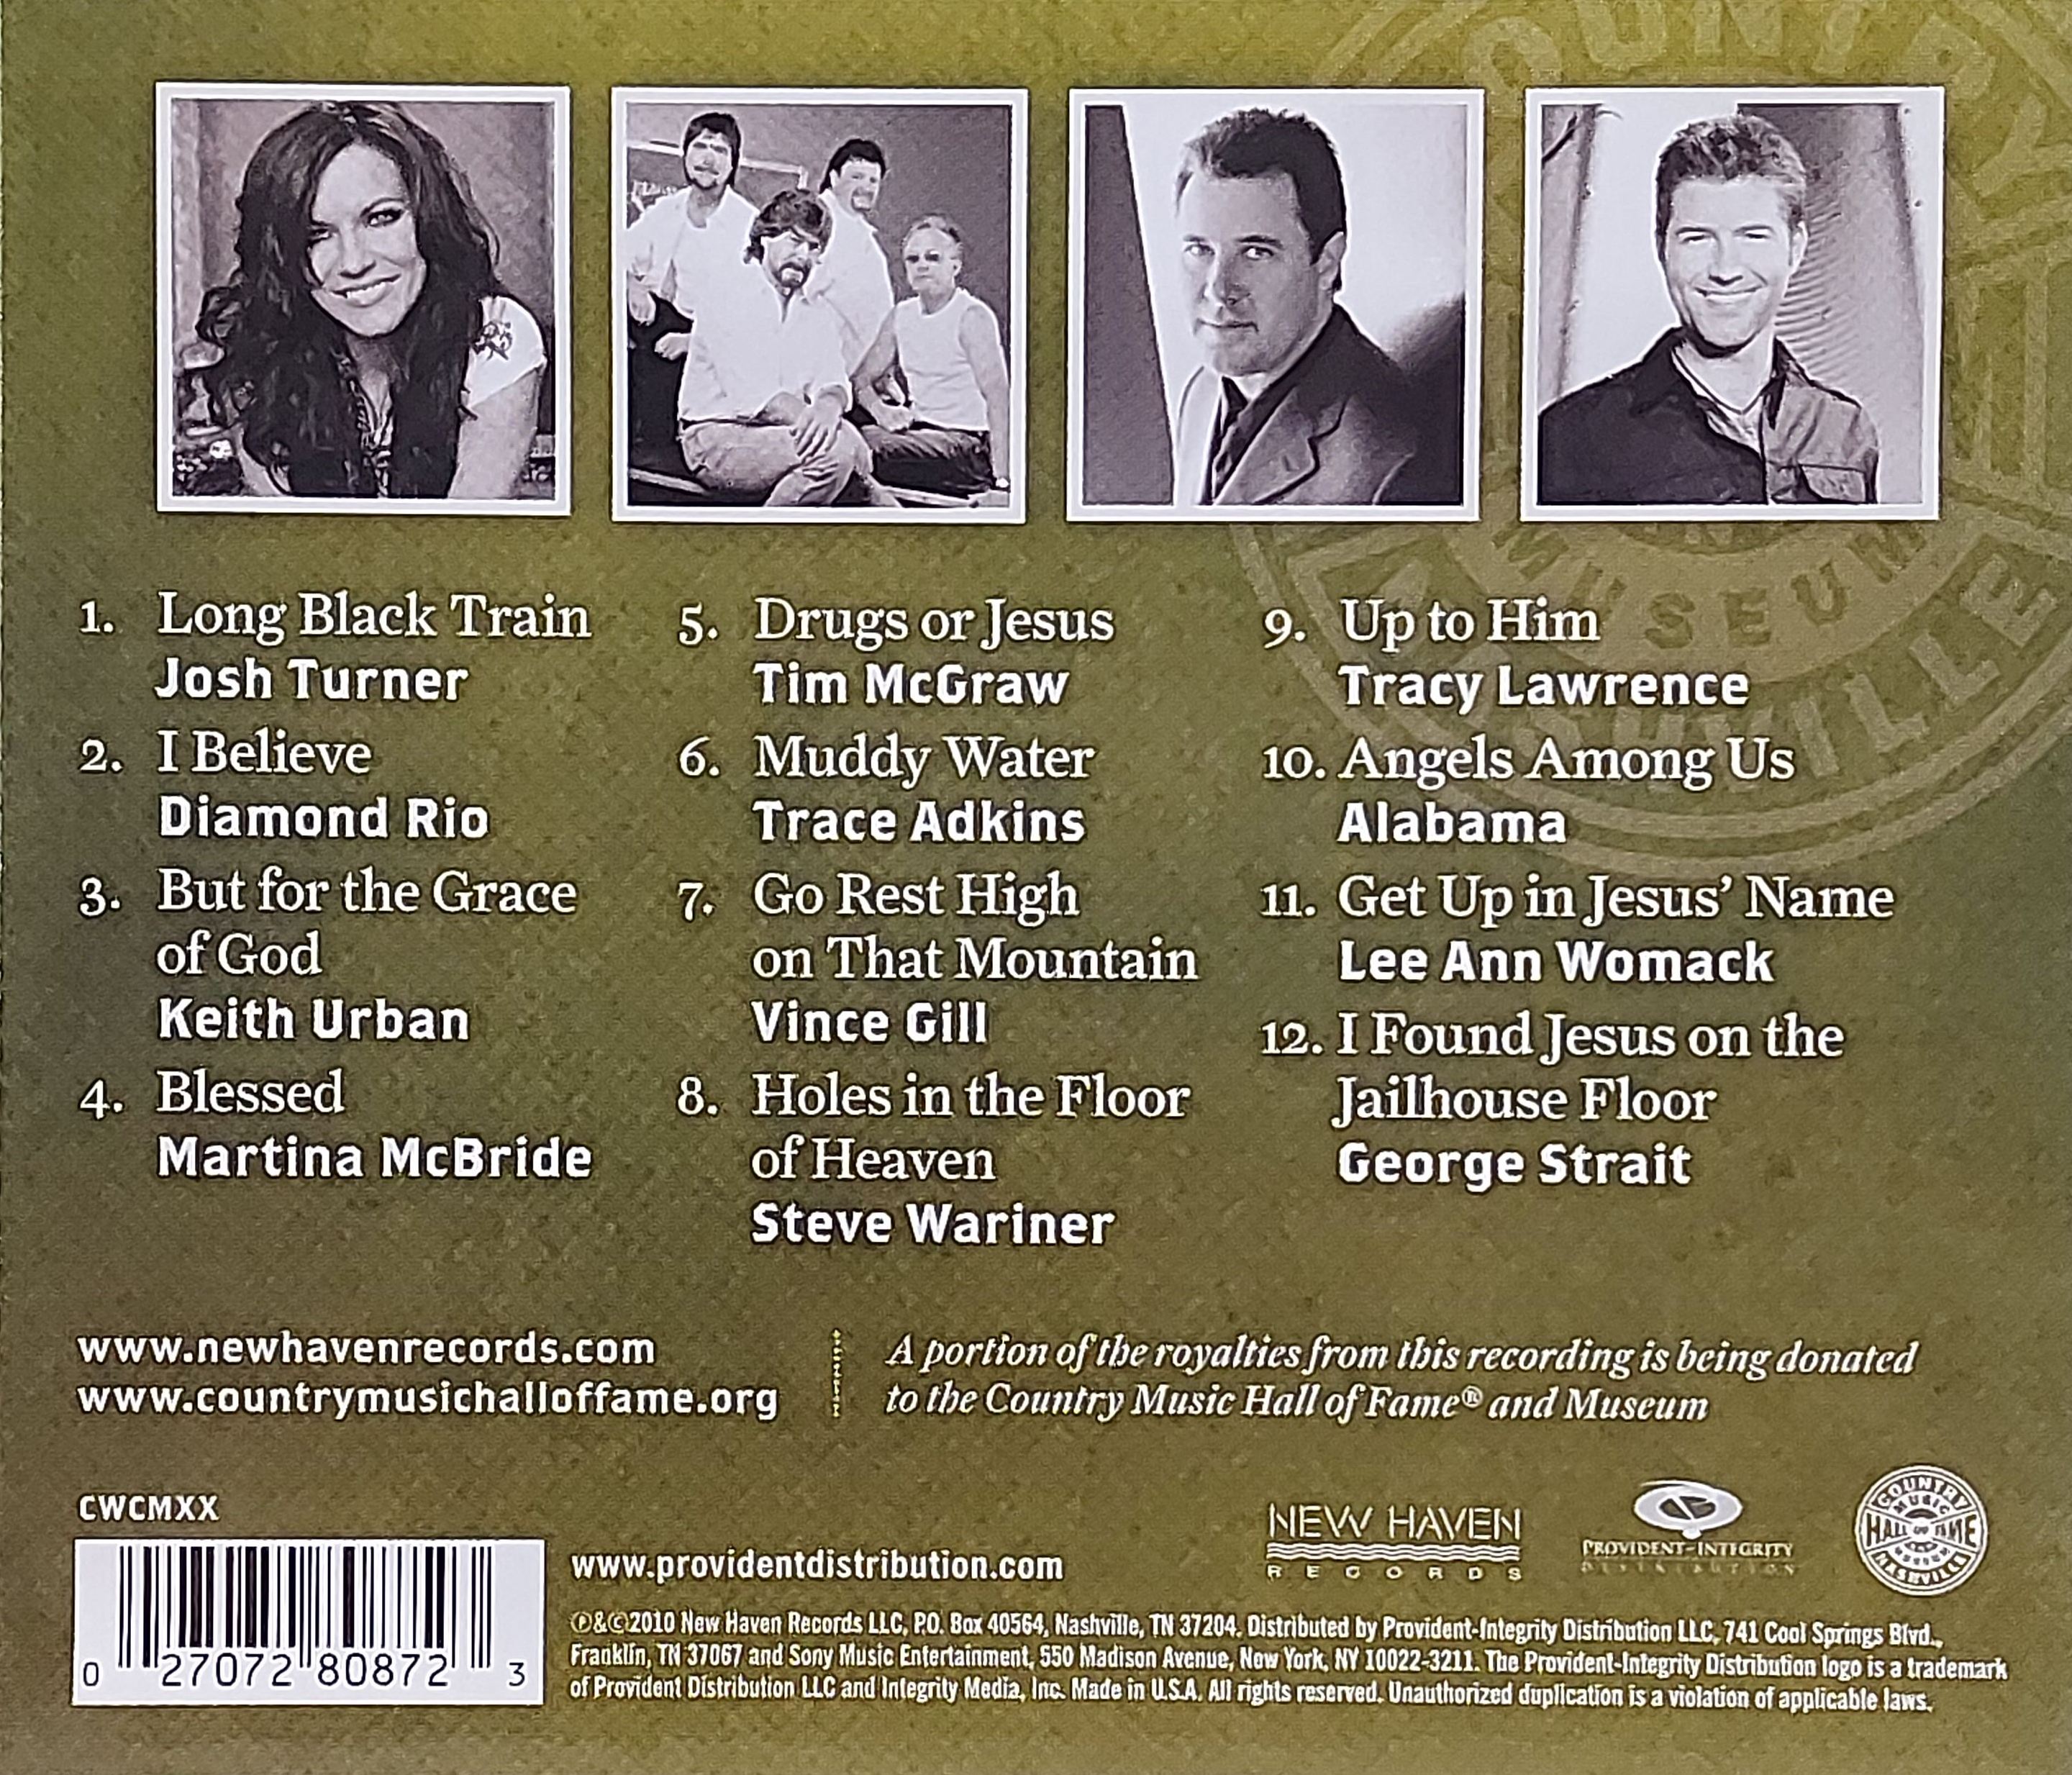 1. Long Black Train
Josh Turner
2. I Believe
Diamond Rio
3. But for the Grace
of God
Keith Urban
4. Blessed
Martina McBride
5. Drugs or Jesus
Tim McGraw
6. Muddy Water
Trace Adkins
7. Go Rest High
on That Mountain
Vince Gill
8. Holes in the Floor
of Heaven
Steve Wariner
9. Up to Him
Tracy Lawrence
10. Angels Among Us
Alabama
11. Get Up in Jesus’ Name
Lee Ann Womack
12. I Found Jesus on the
Jailhouse Floor
George Strait
www.newhavenrecords.com
www.countrymusichalloffame.org
A portion of the royalties from this recording is being donated
to the Country Music Hall of Fame® and Museum
CWCMXX
0 27072 80872 3
www.providentdistribution.com
NEW HAVEN
RECORDS
PROVIDENT-INTEGRITY
DISTRIBUTION
COUNTRY
MUSIC
HALL OF FAME
MUSEUM
NASHVILLE
℗&©2010 New Haven Records LLC, P.O. Box 40564, Nashville, TN 37204. Distributed by Provident-Integrity Distribution LLC, 741 Cool Springs Blvd.,
Franklin, TN 37067 and Sony Music Entertainment, 550 Madison Avenue, New York, NY 10022-3211. The Provident-Integrity Distribution logo is a trademark
of Provident Distribution LLC and Integrity Media, Inc. Made in U.S.A. All rights reserved. Unauthorized duplication is a violation of applicable laws.